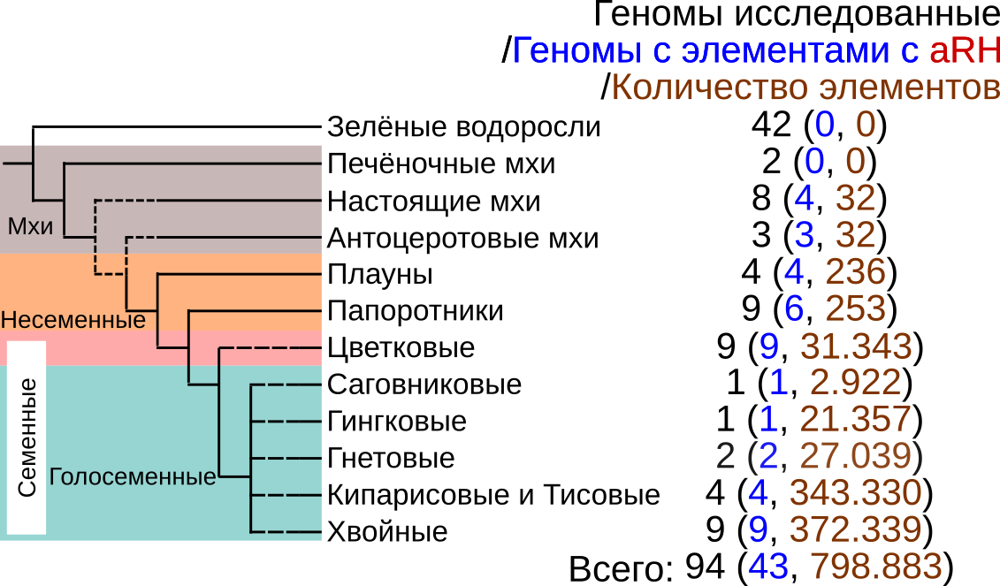 Геномы исследованные
/Геномы с элементами с aRH
/Количество элементов
Зелёные водоросли 42 (0, 0)
Печёночные мхи 2 (0, 0)
Настоящие мхи 8 (4, 32)
Мхи
Антоцеротовые мхи 3 (3, 32)
Плауны 4 (4, 236)
Папоротники 9 (6, 253)
Несеменные
Цветковые 9 (9, 31.343)
Саговниковые 1 (1, 2.922)
Гингковые 1 (1, 21.357)
Семенные
Гнетовые 2 (2, 27.039)
Голосеменные
Кипарисовые и Тисовые 4 (4, 343.330)
Хвойные 9 (9, 372.339)
Всего: 94 (43, 798.883)